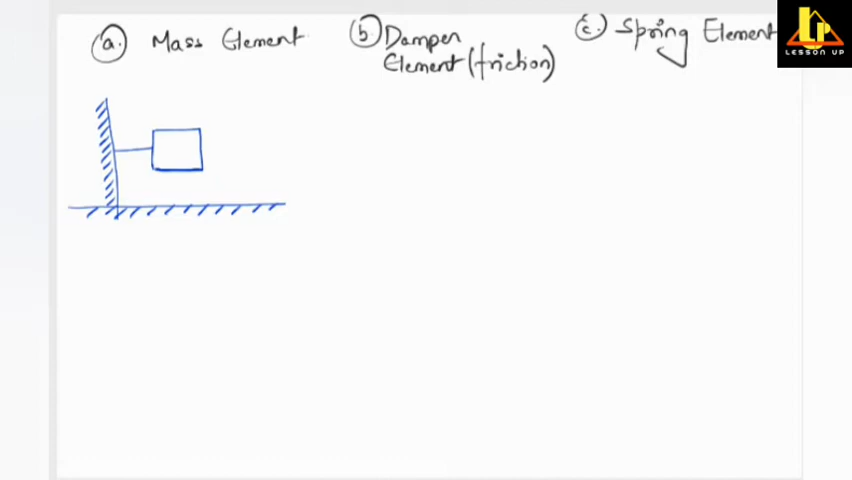 a. Mass Element
b. Damper
Element (friction)
c. Spring Element
LESSON UP